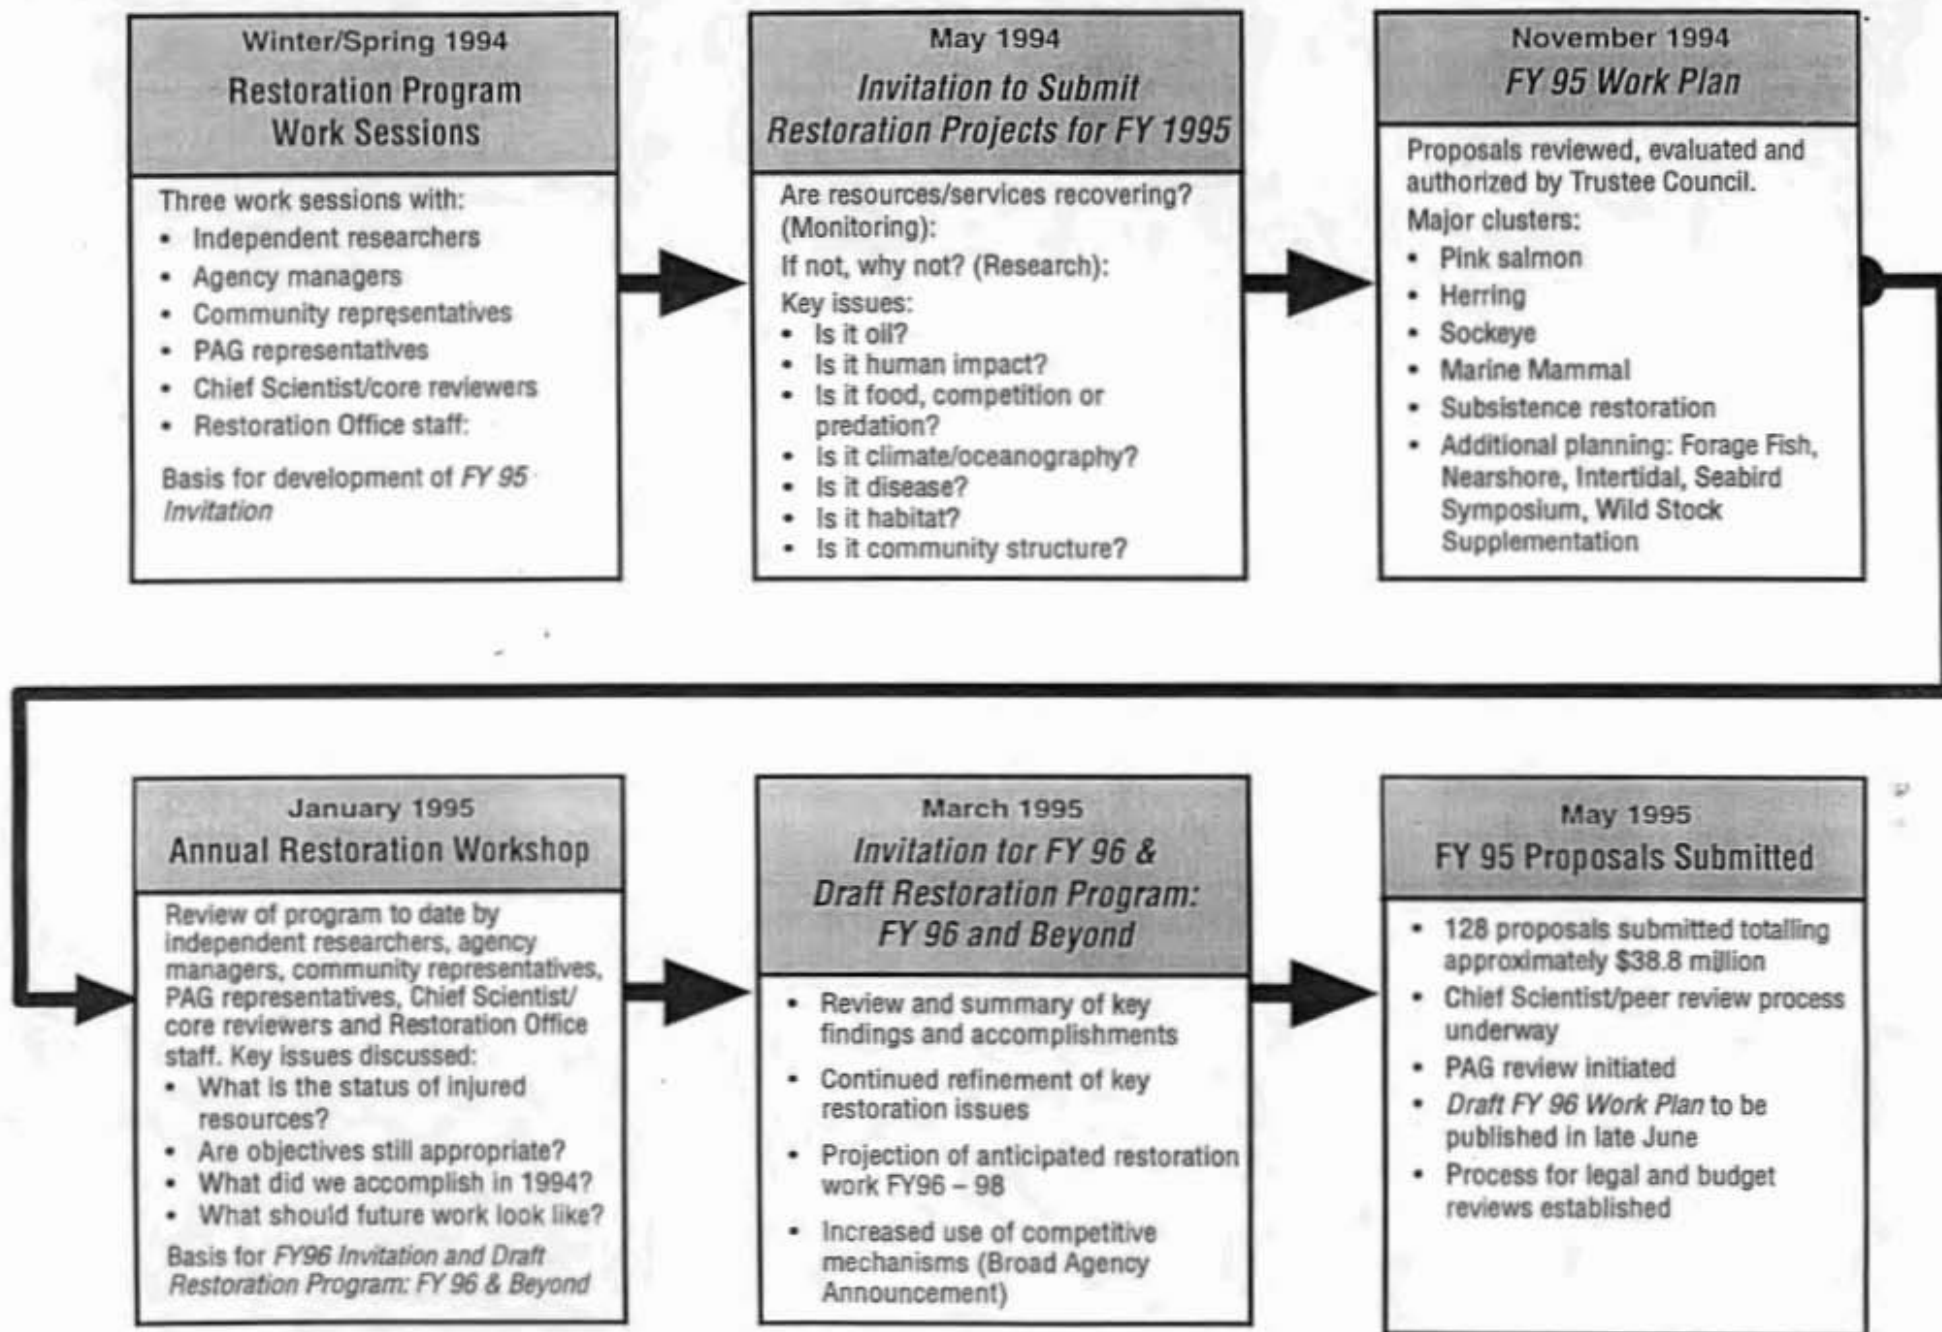 Winter/Spring 1994
Restoration Program
Work Sessions
Three work sessions with:
• Independent researchers
• Agency managers
• Community representatives
• PAG representatives
• Chief Scientist/core reviewers
• Restoration Office staff:
Basis for development of FY 95
Invitation
May 1994
Invitation to Submit
Restoration Projects for FY 1995
Are resources/services recovering?
(Monitoring):
If not, why not? (Research):
Key issues:
• Is it oil?
• Is it human impact?
• Is it food, competition or
predation?
• Is it climate/oceanography?
• Is it disease?
• Is it habitat?
• Is it community structure?
November 1994
FY 95 Work Plan
Proposals reviewed, evaluated and
authorized by Trustee Council.
Major clusters:
• Pink salmon
• Herring
• Sockeye
• Marine Mammal
• Subsistence restoration
• Additional planning: Forage Fish,
Nearshore, Intertidal, Seabird
Symposium, Wild Stock
Supplementation
January 1995
Annual Restoration Workshop
Review of program to date by
independent researchers, agency
managers, community representatives,
PAG representatives, Chief Scientist/
core reviewers and Restoration Office
staff. Key issues discussed:
• What is the status of injured
resources?
• Are objectives still appropriate?
• What did we accomplish in 1994?
• What should future work look like?
Basis for FY96 Invitation and Draft
Restoration Program: FY 96 & Beyond
March 1995
Invitation for FY 96 &
Draft Restoration Program:
FY 96 and Beyond
• Review and summary of key
findings and accomplishments
• Continued refinement of key
restoration issues
• Projection of anticipated restoration
work FY96 – 98
• Increased use of competitive
mechanisms (Broad Agency
Announcement)
May 1995
FY 95 Proposals Submitted
• 128 proposals submitted totalling
approximately $38.8 million
• Chief Scientist/peer review process
underway
• PAG review initiated
• Draft FY 96 Work Plan to be
published in late June
• Process for legal and budget
reviews established